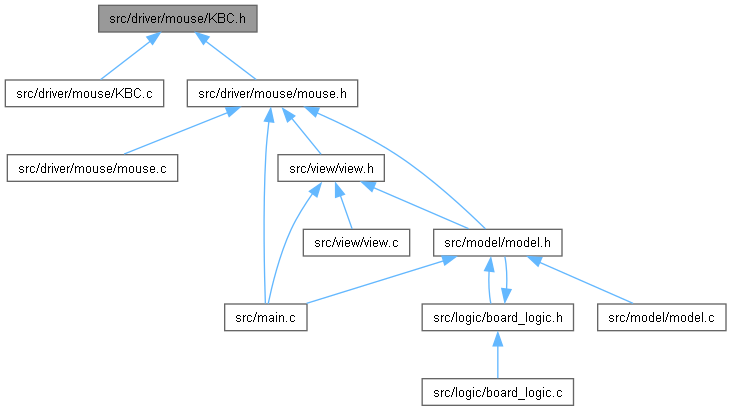 src/driver/mouse/KBC.h
src/driver/mouse/KBC.c
src/driver/mouse/mouse.h
src/driver/mouse/mouse.c
src/view/view.h
src/view/view.c
src/model/model.h
src/main.c
src/logic/board_logic.h
src/model/model.c
src/logic/board_logic.c